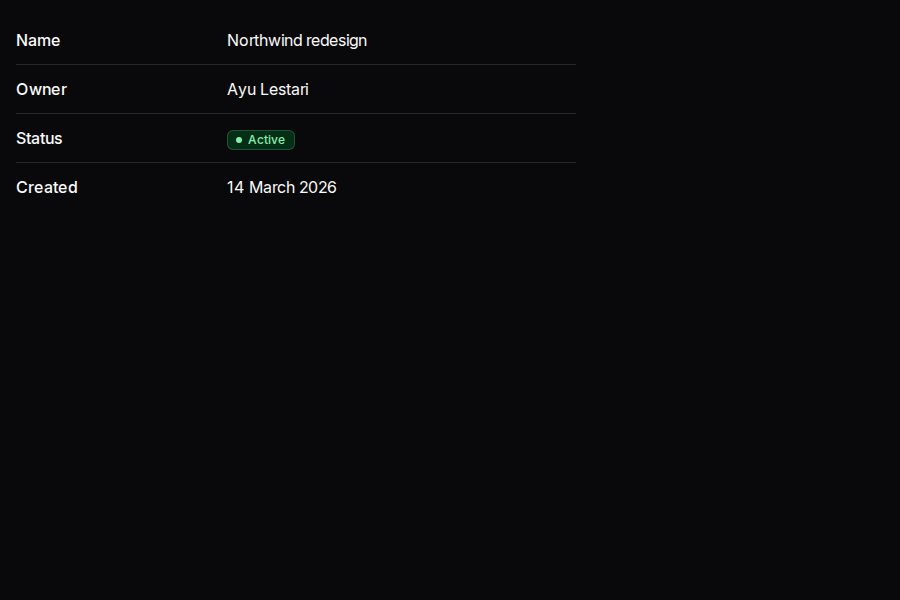 Name Northwind redesign
Owner Ayu Lestari
Status Active
Created 14 March 2026